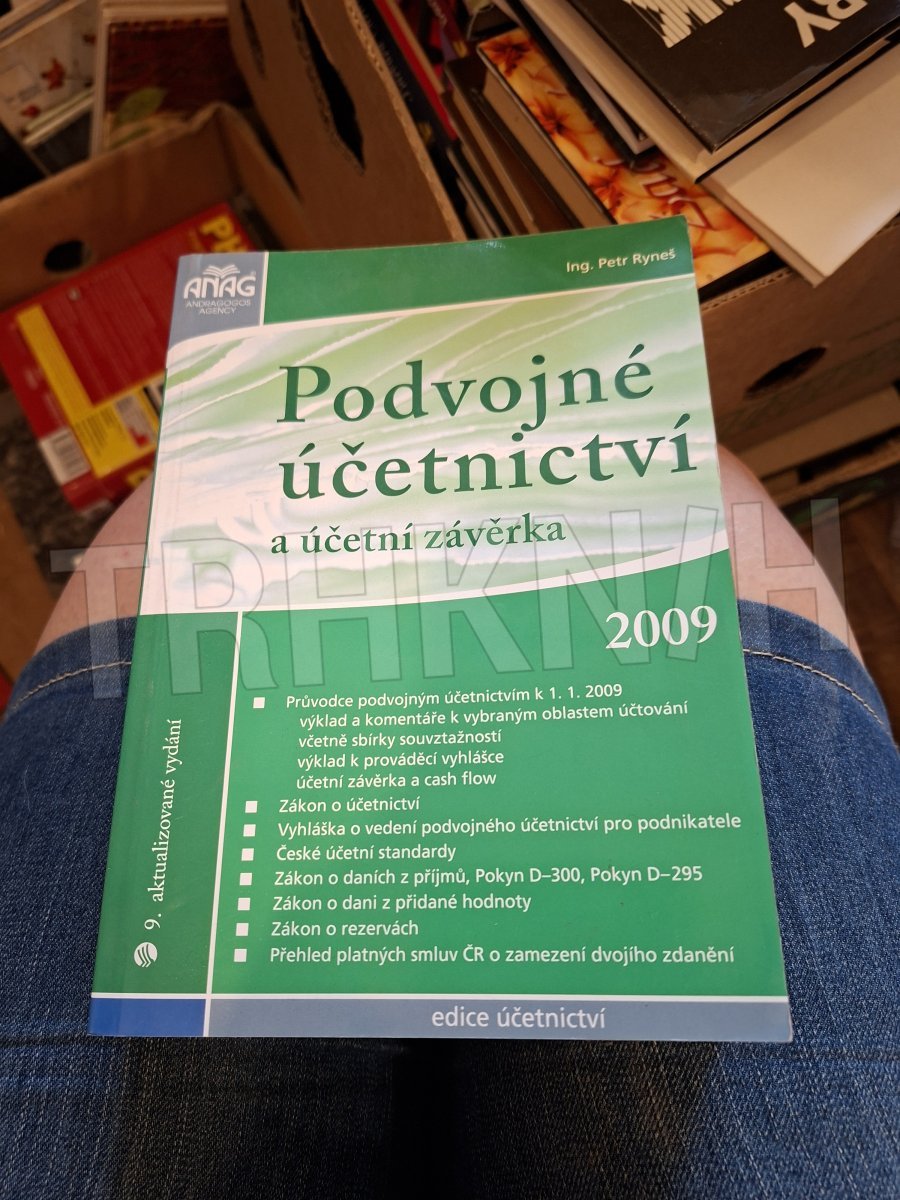 RY
Ing. Petr Ryneš
ANAG
ANDRAGOGOS
AGENCY
Podvojné
účetnictví
a účetní závěrka
TRHKNIH
2009
Průvodce podvojným účetnictvím k 1. 1. 2009
výklad a komentáře k vybraným oblastem účtování
včetně sbírky souvztažností
výklad k prováděcí vyhlášce
účetní závěrka a cash flow
Zákon o účetnictví
Vyhláška o vedení podvojného účetnictví pro podnikatele
České účetní standardy
Zákon o daních z příjmů, Pokyn D–300, Pokyn D–295
Zákon o dani z přidané hodnoty
Zákon o rezervách
Přehled platných smluv ČR o zamezení dvojího zdanění
9. aktualizované vydání
edice účetnictví